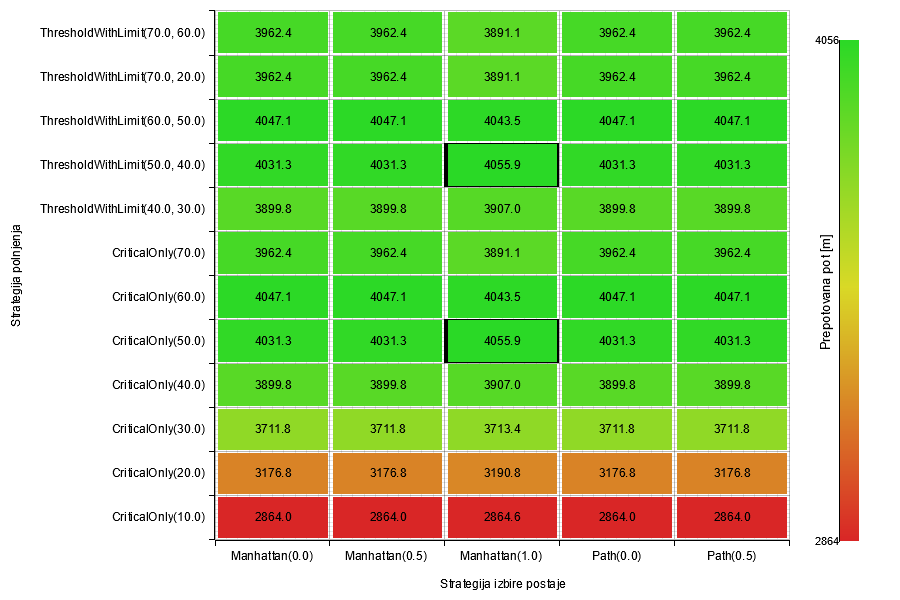 ThresholdWithLimit(70.0, 60.0) 3962.4 3962.4 3891.1 3962.4 3962.4
ThresholdWithLimit(70.0, 20.0) 3962.4 3962.4 3891.1 3962.4 3962.4
ThresholdWithLimit(60.0, 50.0) 4047.1 4047.1 4043.5 4047.1 4047.1
ThresholdWithLimit(50.0, 40.0) 4031.3 4031.3 4055.9 4031.3 4031.3
ThresholdWithLimit(40.0, 30.0) 3899.8 3899.8 3907.0 3899.8 3899.8
CriticalOnly(70.0) 3962.4 3962.4 3891.1 3962.4 3962.4
CriticalOnly(60.0) 4047.1 4047.1 4043.5 4047.1 4047.1
CriticalOnly(50.0) 4031.3 4031.3 4055.9 4031.3 4031.3
CriticalOnly(40.0) 3899.8 3899.8 3907.0 3899.8 3899.8
CriticalOnly(30.0) 3711.8 3711.8 3713.4 3711.8 3711.8
CriticalOnly(20.0) 3176.8 3176.8 3190.8 3176.8 3176.8
CriticalOnly(10.0) 2864.0 2864.0 2864.6 2864.0 2864.0
Manhattan(0.0) Manhattan(0.5) Manhattan(1.0) Path(0.0) Path(0.5)
Strategija izbire postaje
Strategija polnjenja
4056
Prepotovana pot [m]
2864